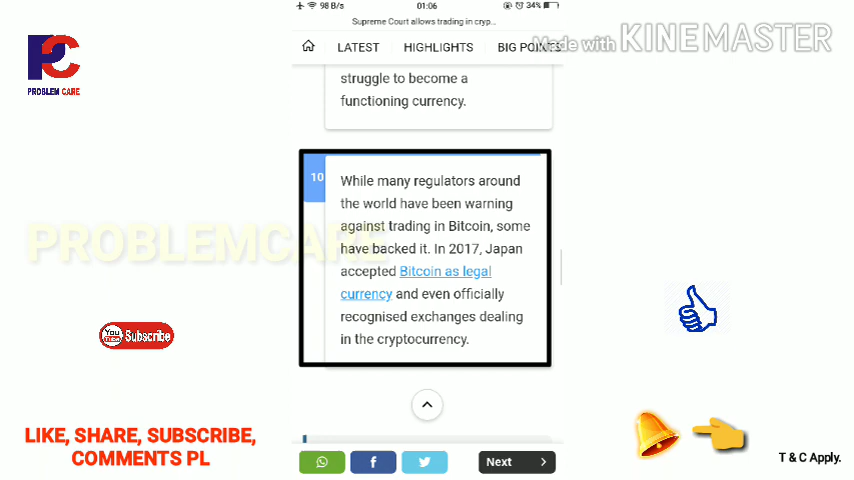 98 B/s
01:06
34%
Supreme Court allows trading in cryp...
LATEST
HIGHLIGHTS
BIG POINTS
Made with KINEMASTER
PC
PROBLEM CARE
struggle to become a
functioning currency.
10
While many regulators around
the world have been warning
against trading in Bitcoin, some
have backed it. In 2017, Japan
accepted Bitcoin as legal
currency and even officially
recognised exchanges dealing
in the cryptocurrency.
PROBLEMCARE
You
Tube
Subscribe
LIKE, SHARE, SUBSCRIBE,
COMMENTS PL
f
Next
T & C Apply.